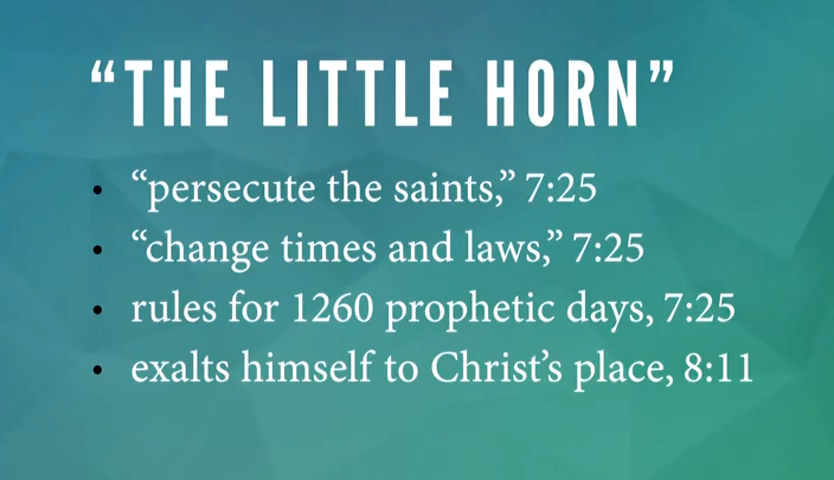 “THE LITTLE HORN”
• “persecute the saints,” 7:25
• “change times and laws,” 7:25
• rules for 1260 prophetic days, 7:25
• exalts himself to Christ’s place, 8:11